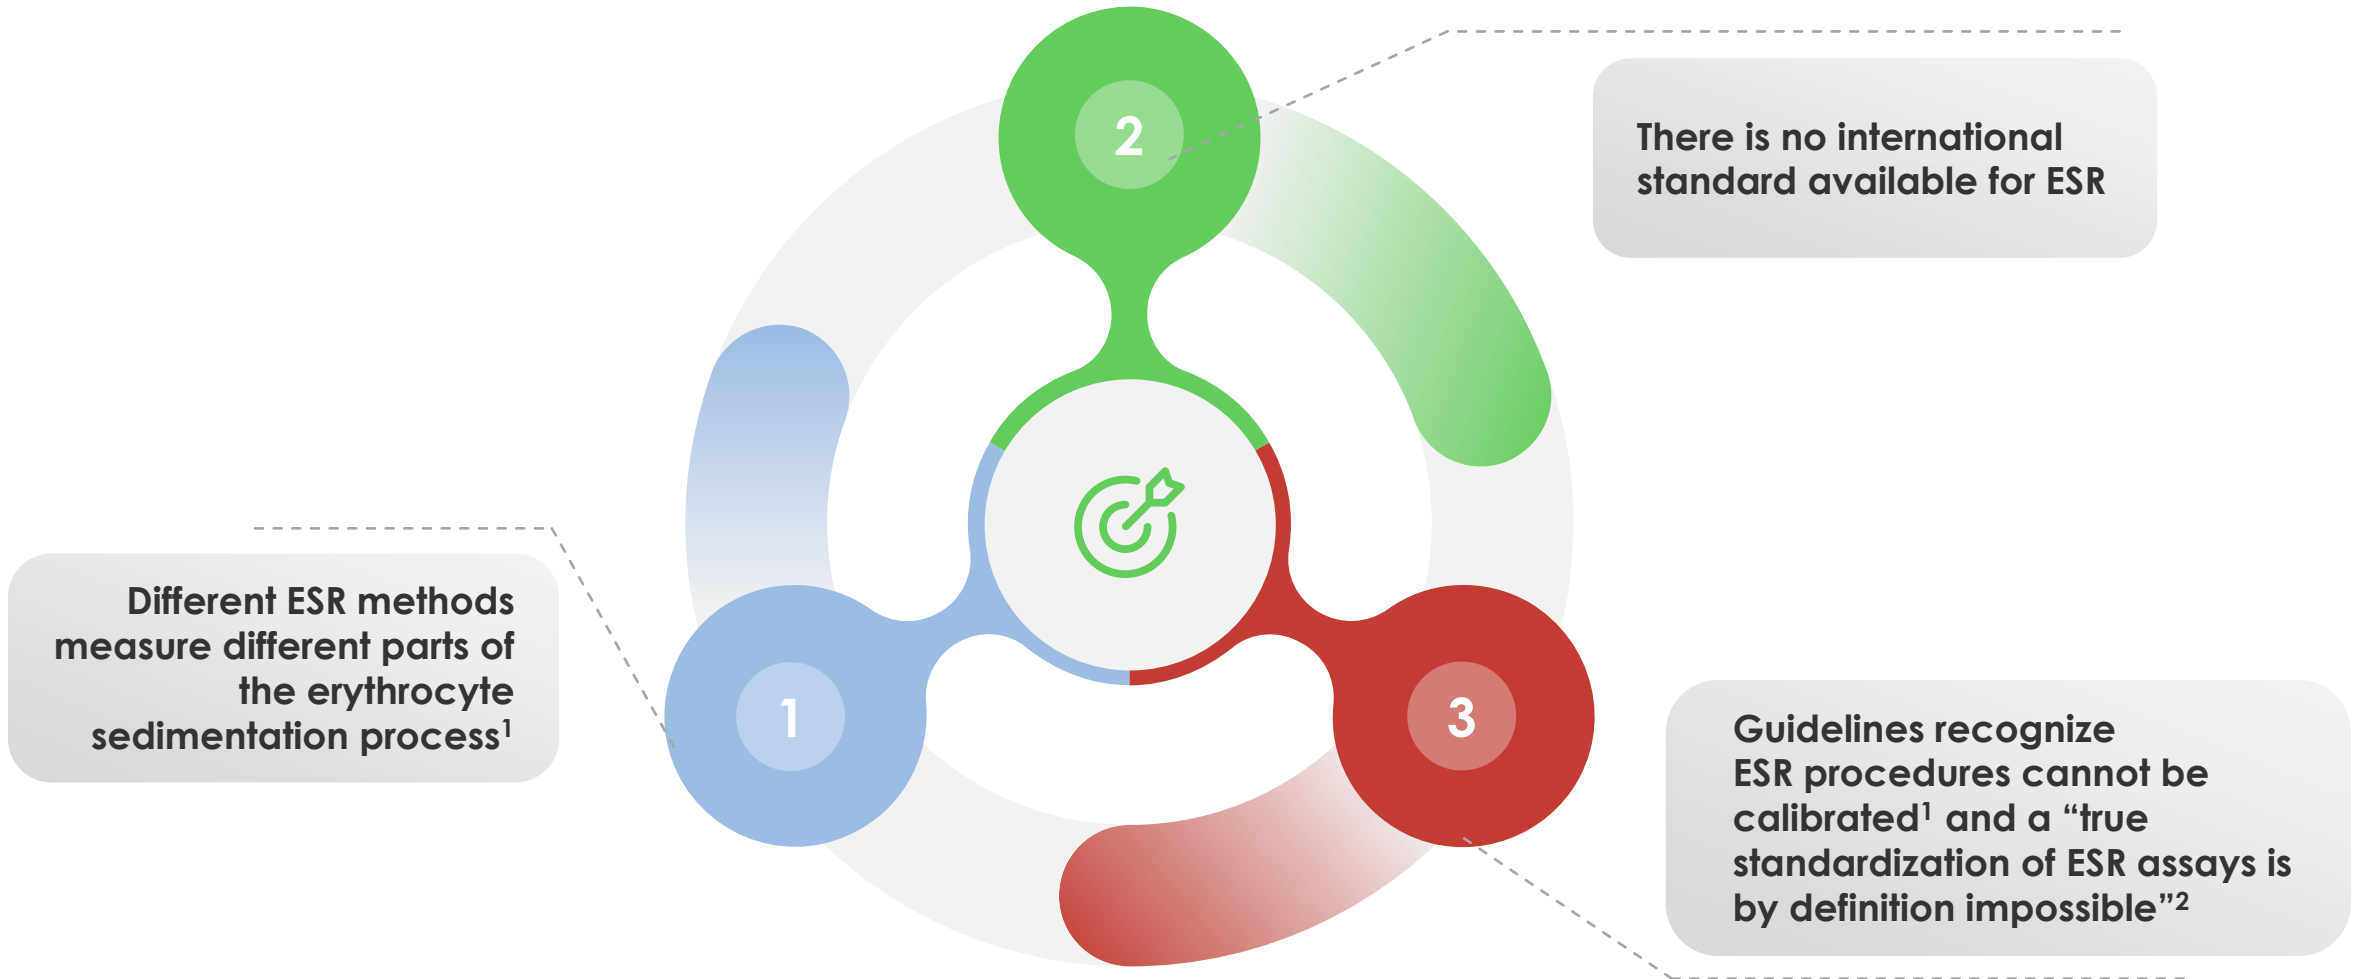 1
Different ESR methods
measure different parts of
the erythrocyte
sedimentation process¹
2
There is no international
standard available for ESR
3
Guidelines recognize
ESR procedures cannot be
calibrated¹ and a “true
standardization of ESR assays is
by definition impossible”²